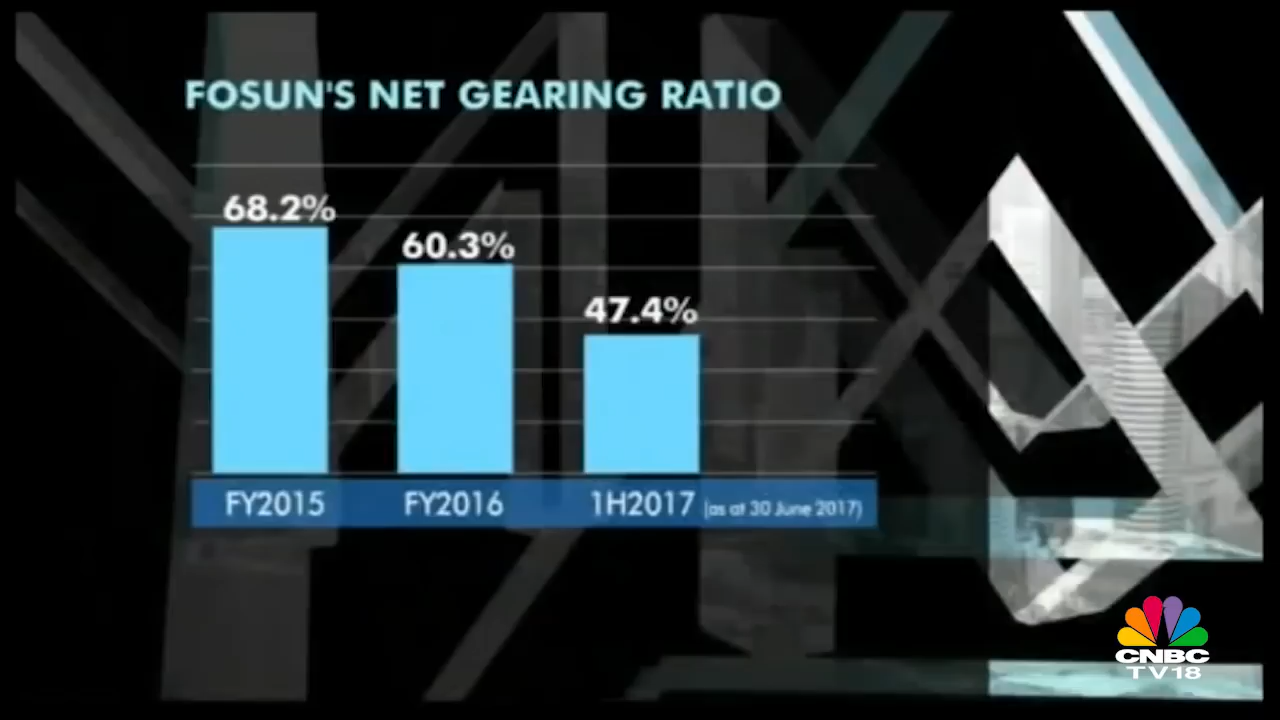 FOSUN'S NET GEARING RATIO
68.2%
60.3%
47.4%
FY2015 FY2016 1H2017 (as at 30 June 2017)
CNBC
TV18